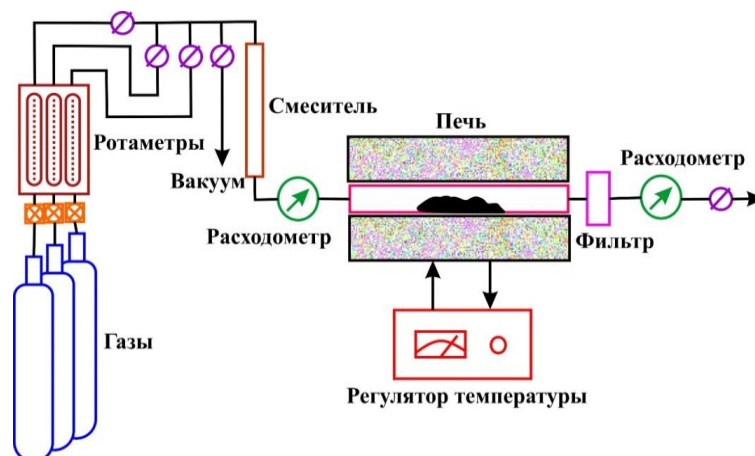 Смеситель
Печь
Ротаметры
Расходометр
Вакуум
Расходометр
Фильтр
Газы
Регулятор температуры